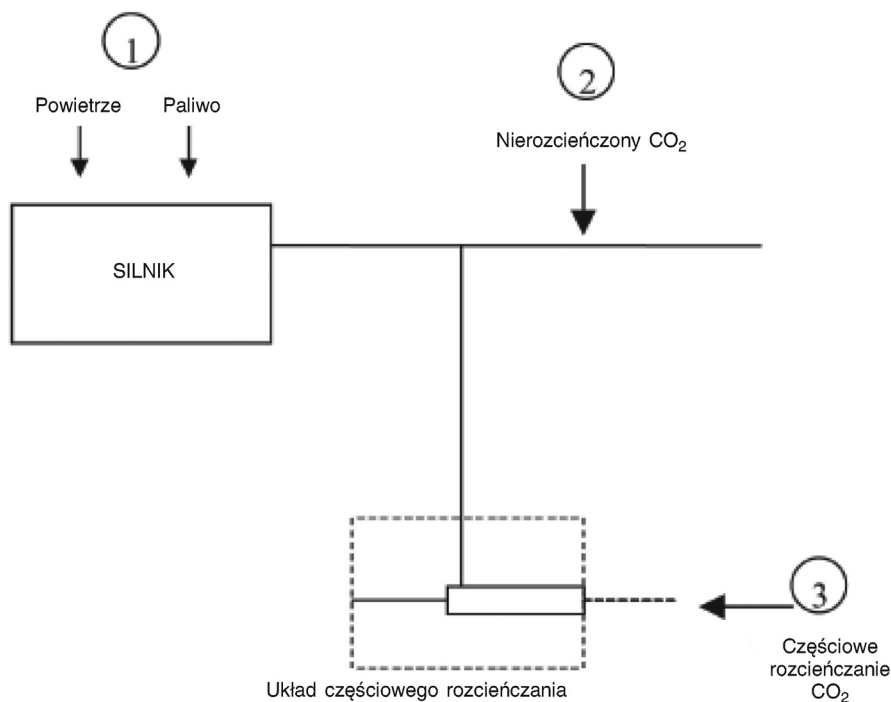 1
Powietrze Paliwo
2
Nierozcieńczony CO₂
SILNIK
3
Częściowe
rozcieńczanie
CO₂
Układ częściowego rozcieńczania